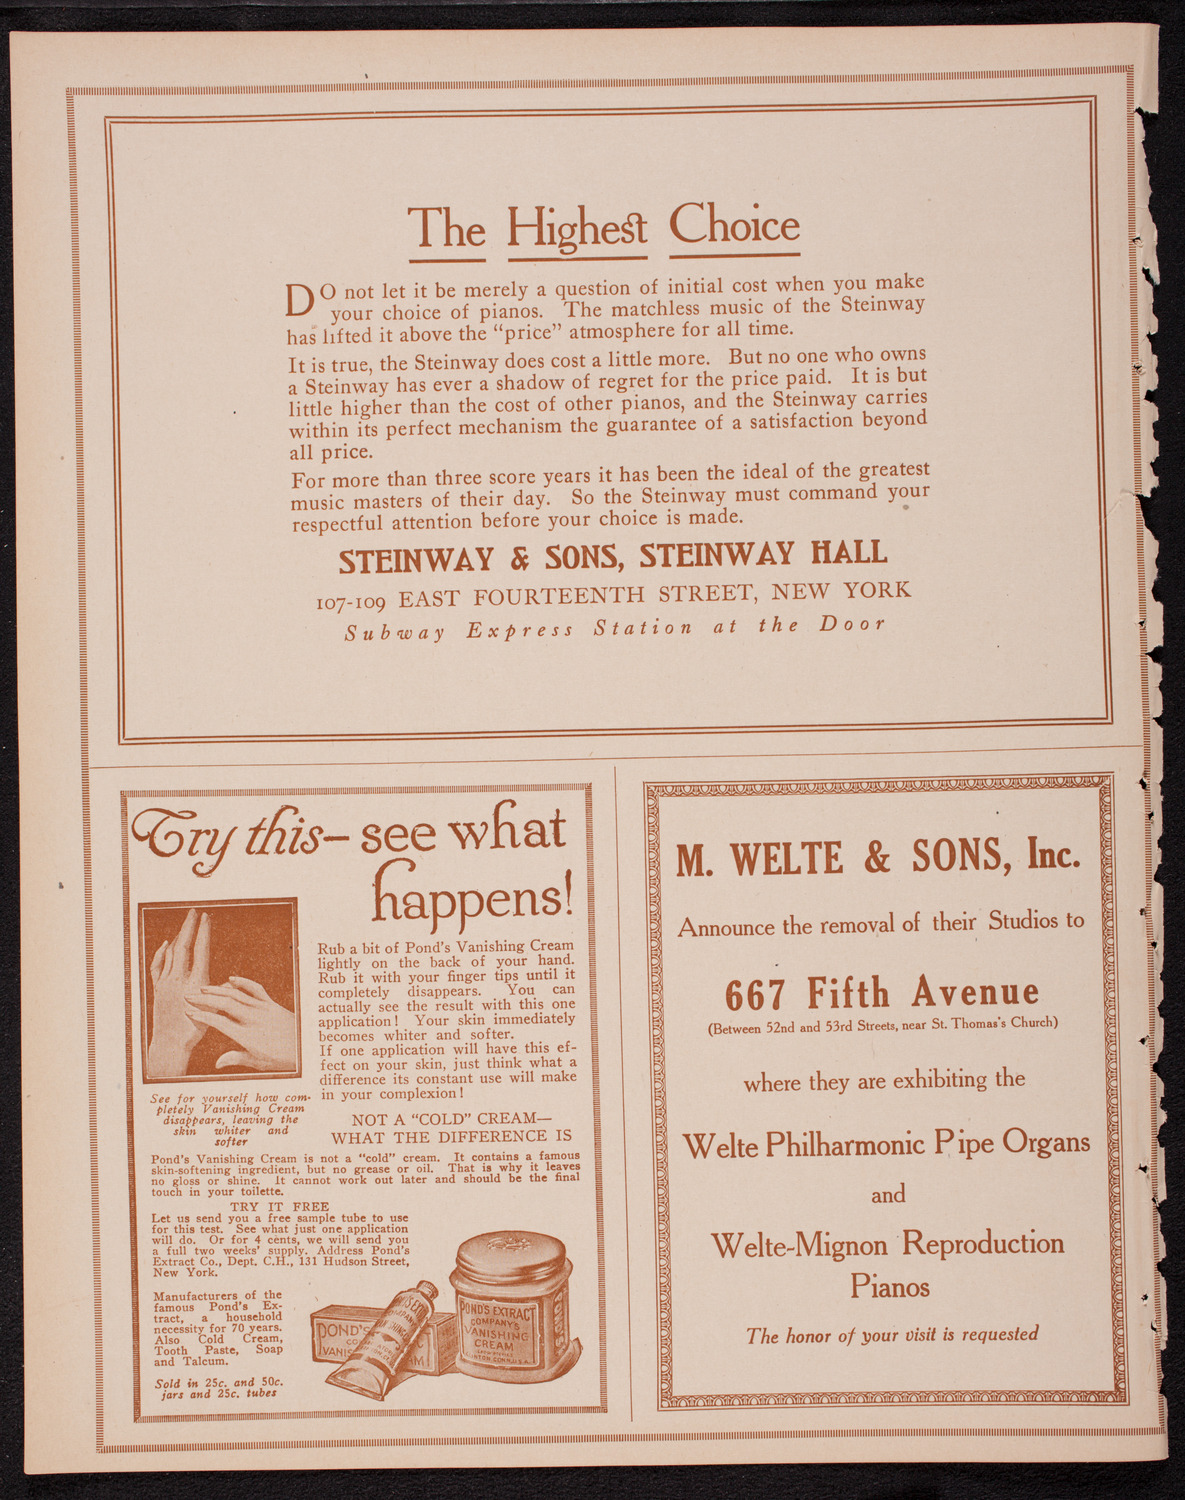 The Highest Choice
DO not let it be merely a question of initial cost when you make
your choice of pianos. The matchless music of the Steinway
has lifted it above the "price" atmosphere for all time.
It is true, the Steinway does cost a little more. But no one who owns
a Steinway has ever a shadow of regret for the price paid. It is but
little higher than the cost of other pianos, and the Steinway carries
within its perfect mechanism the guarantee of a satisfaction beyond
all price.
For more than three score years it has been the ideal of the greatest
music masters of their day. So the Steinway must command your
respectful attention before your choice is made.
STEINWAY & SONS, STEINWAY HALL
107-109 EAST FOURTEENTH STREET, NEW YORK
Subway Express Station at the Door
Try this—see what
happens!
Rub a bit of Pond's Vanishing Cream
lightly on the back of your hand.
Rub it with your finger tips until it
completely disappears. You can
actually see the result with this one
application! Your skin immediately
becomes whiter and softer.
If one application will have this ef-
fect on your skin, just think what a
difference its constant use will make
in your complexion!
See for yourself how com-
pletely Vanishing Cream
disappears, leaving the
skin whiter and
softer
NOT A "COLD" CREAM—
WHAT THE DIFFERENCE IS
Pond's Vanishing Cream is not a "cold" cream. It contains a famous
skin-softening ingredient, but no grease or oil. That is why it leaves
no gloss or shine. It cannot work out later and should be the final
touch in your toilette.
TRY IT FREE
Let us send you a free sample tube to use
for this test. See what just one application
will do. Or for 4 cents, we will send you
a full two weeks' supply. Address Pond's
Extract Co., Dept. C.H., 131 Hudson Street,
New York.
Manufacturers of the
famous Pond's Ex-
tract, a household
necessity for 70 years.
Also Cold Cream,
Tooth Paste, Soap
and Talcum.
Sold in 25c. and 50c.
jars and 25c. tubes
POND'S EXTRACT
COMPANY'S
VANISHING
CREAM
POND'S
M. WELTE & SONS, Inc.
Announce the removal of their Studios to
667 Fifth Avenue
(Between 52nd and 53rd Streets, near St. Thomas's Church)
where they are exhibiting the
Welte Philharmonic Pipe Organs
and
Welte-Mignon Reproduction
Pianos
The honor of your visit is requested